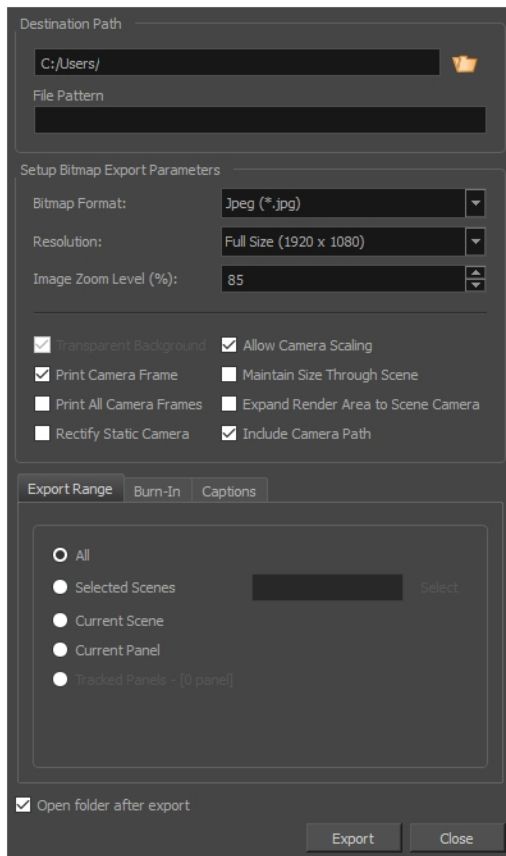 Destination Path
C:/Users/
File Pattern
Setup Bitmap Export Parameters
Bitmap Format: Jpeg (*.jpg)
Resolution: Full Size (1920 x 1080)
Image Zoom Level (%): 85
Transparent Background Allow Camera Scaling
Print Camera Frame Maintain Size Through Scene
Print All Camera Frames Expand Render Area to Scene Camera
Rectify Static Camera Include Camera Path
Export Range Burn-In Captions
All
Selected Scenes Select
Current Scene
Current Panel
Tracked Panels - [0 panel]
Open folder after export
Export Close